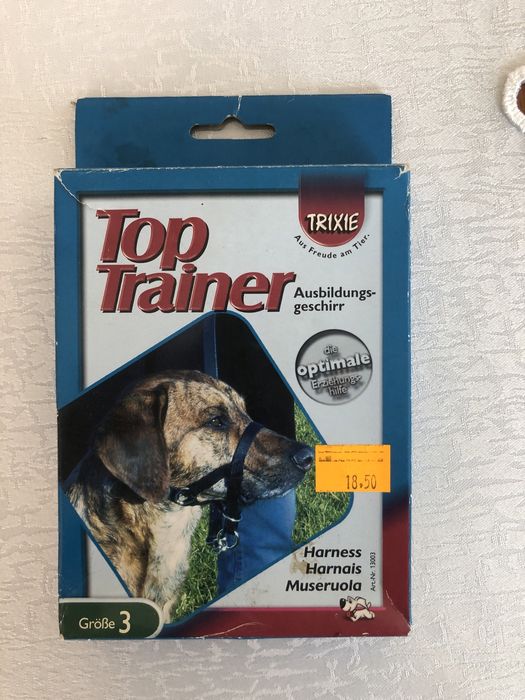 TRIXIE
Aus Freude am Tier.
Top
Trainer
Ausbildungs-
geschirr
die
optimale
Erziehungs-
hilfe
18,50
Harness
Harnais
Museruola
Art.-Nr. 13003
Größe 3